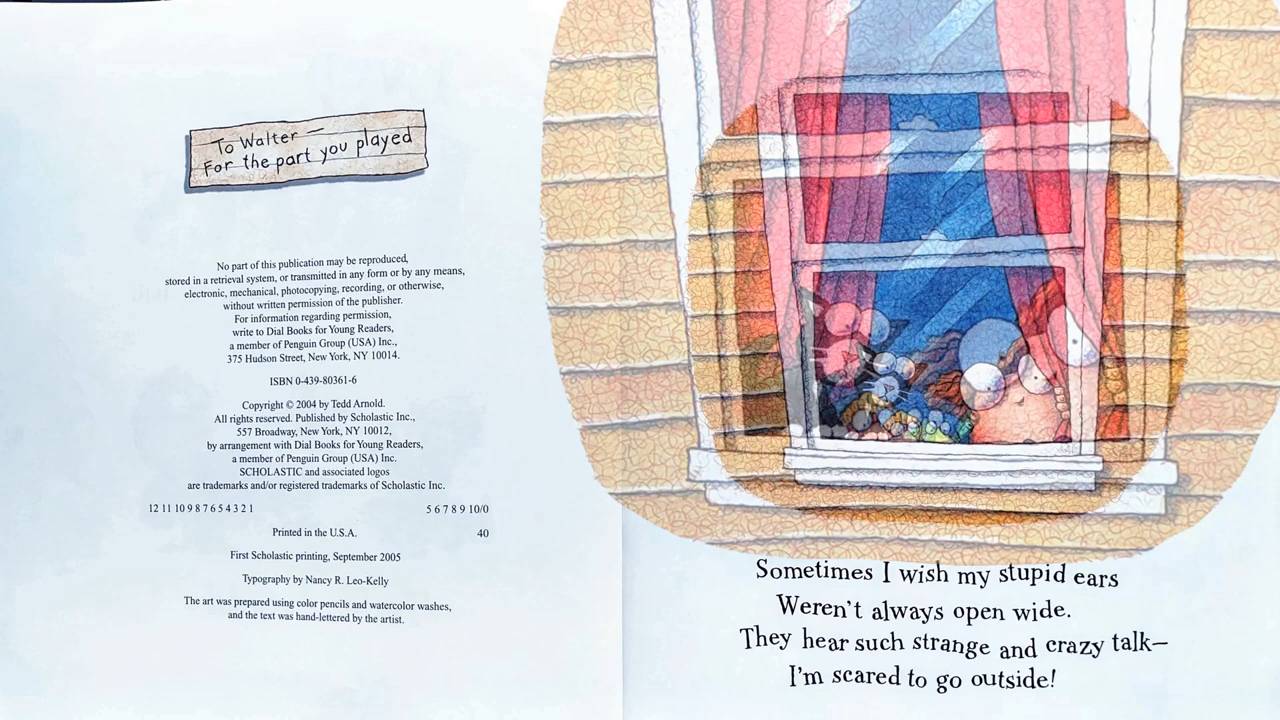 To Walter —
For the part you played
No part of this publication may be reproduced,
stored in a retrieval system, or transmitted in any form or by any means,
electronic, mechanical, photocopying, recording, or otherwise,
without written permission of the publisher.
For information regarding permission,
write to Dial Books for Young Readers,
a member of Penguin Group (USA) Inc.,
375 Hudson Street, New York, NY 10014.
ISBN 0-439-80361-6
Copyright © 2004 by Tedd Arnold.
All rights reserved. Published by Scholastic Inc.,
557 Broadway, New York, NY 10012,
by arrangement with Dial Books for Young Readers,
a member of Penguin Group (USA) Inc.
SCHOLASTIC and associated logos
are trademarks and/or registered trademarks of Scholastic Inc.
12 11 10 9 8 7 6 5 4 3 2 1 5 6 7 8 9 10/0
Printed in the U.S.A. 40
First Scholastic printing, September 2005
Typography by Nancy R. Leo-Kelly
The art was prepared using color pencils and watercolor washes,
and the text was hand-lettered by the artist.
Sometimes I wish my stupid ears
Weren't always open wide.
They hear such strange and crazy talk—
I'm scared to go outside!